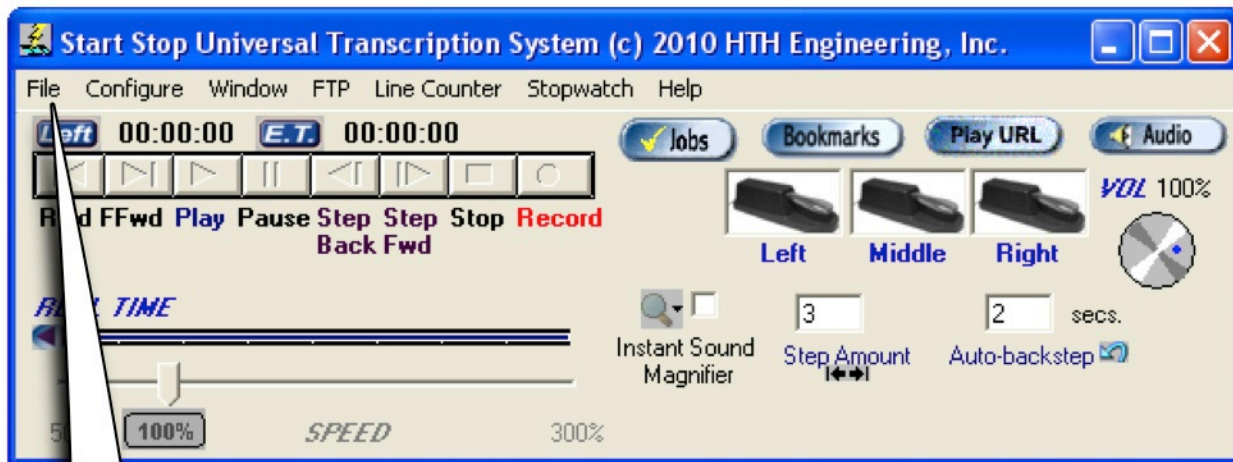 Start Stop Universal Transcription System (c) 2010 HTH Engineering, Inc.
File Configure Window FTP Line Counter Stopwatch Help
Left 00:00:00 E.T. 00:00:00
Jobs Bookmarks Play URL Audio
FFwd Play Pause Step Back Step Fwd Stop Record
VOL 100%
Left Middle Right
TIME
3
2 secs.
Instant Sound Magnifier
Step Amount
Auto-backstep
100% SPEED 300%